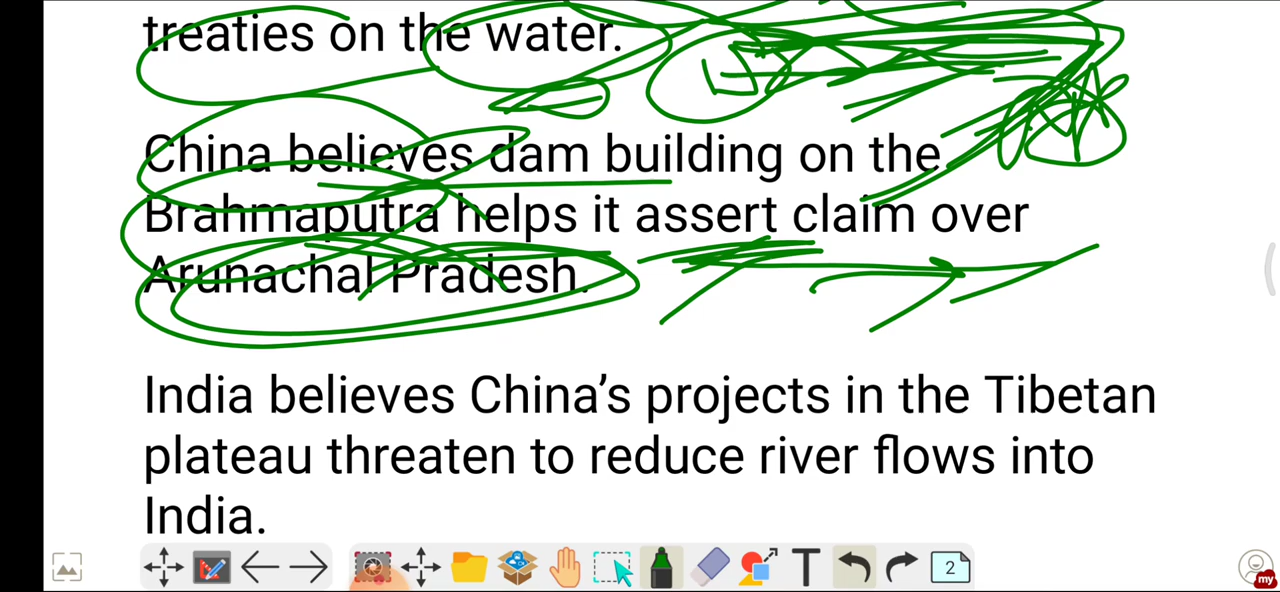 treaties on the water.
China believes dam building on the
Brahmaputra helps it assert claim over
Arunachal Pradesh.
India believes China’s projects in the Tibetan
plateau threaten to reduce river flows into
India.
T
2
my